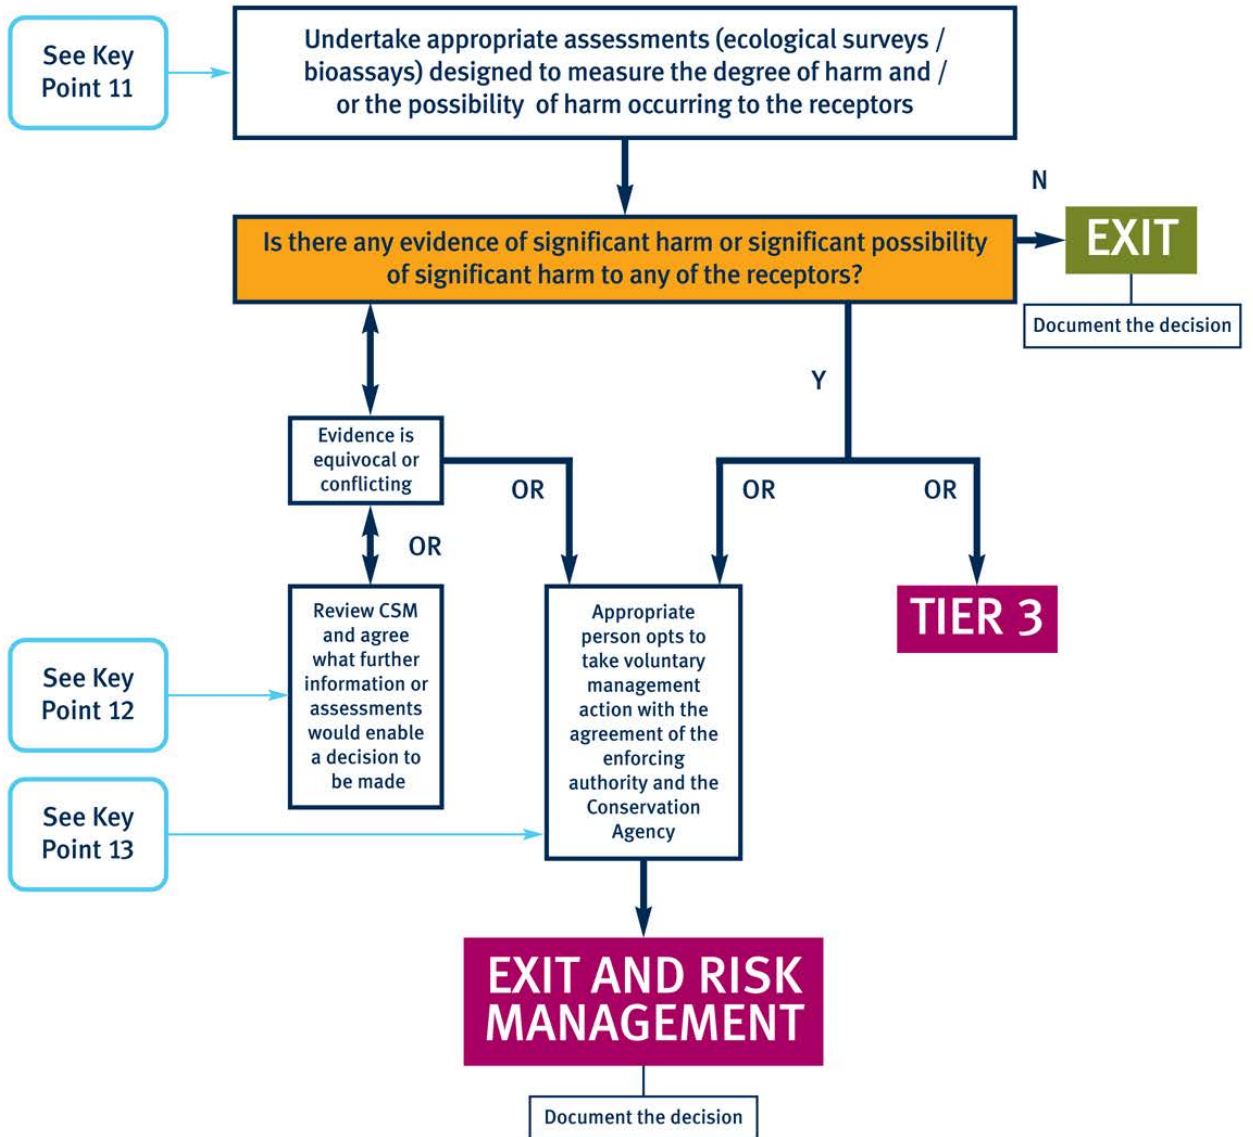 See Key
Point 11
Undertake appropriate assessments (ecological surveys /
bioassays) designed to measure the degree of harm and /
or the possibility of harm occurring to the receptors
N
Is there any evidence of significant harm or significant possibility
of significant harm to any of the receptors?
EXIT
Document the decision
Y
Evidence is
equivocal or
conflicting
OR
OR
OR
OR
Review CSM
and agree
what further
information or
assessments
would enable
a decision to
be made
Appropriate
person opts to
take voluntary
management
action with the
agreement of the
enforcing
authority and the
Conservation
Agency
TIER 3
See Key
Point 12
See Key
Point 13
EXIT AND RISK
MANAGEMENT
Document the decision